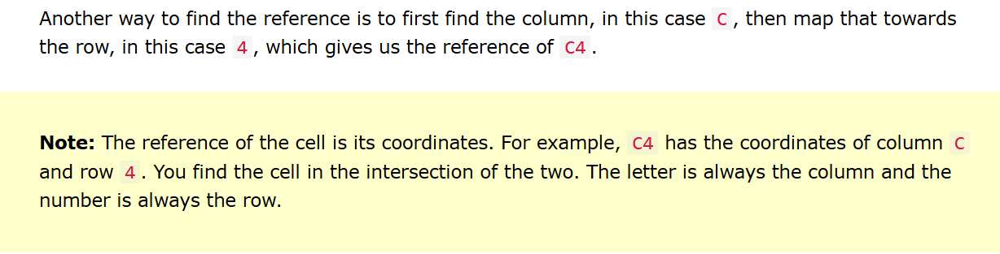 Another way to find the reference is to first find the column, in this case C, then map that towards
the row, in this case 4, which gives us the reference of C4.
Note: The reference of the cell is its coordinates. For example, C4 has the coordinates of column C
and row 4. You find the cell in the intersection of the two. The letter is always the column and the
number is always the row.